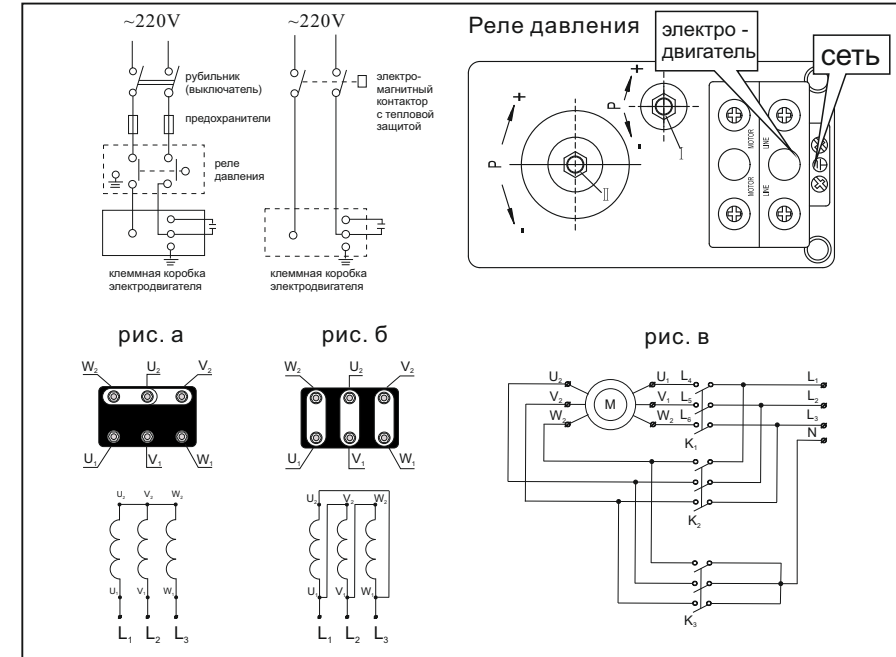 ~220V
~220V
рубильник
(выключатель)
предохранители
реле
давления
клеммная коробка
электродвигателя
электро-
магнитный
контактор
с тепловой
защитой
клеммная коробка
электродвигателя
Реле давления
электро -
двигатель
сеть
+
P
-
II
+
P
-
I
MOTOR
LINE
MOTOR
LINE
рис. а
W₂ U₂ V₂
U₁ V₁ W₁
U₂ V₂ W₂
U₁ V₁ W₁
L₁ L₂ L₃
рис. б
W₂ U₂ V₂
U₁ V₁ W₁
U₂ V₂ W₂
U₁ V₁ W₁
L₁ L₂ L₃
рис. в
U₂ U₁ L₄ L₁
V₂ M V₁ L₅ L₂
W₂ W₂ L₆ L₃
K₁ N
K₂
K₃